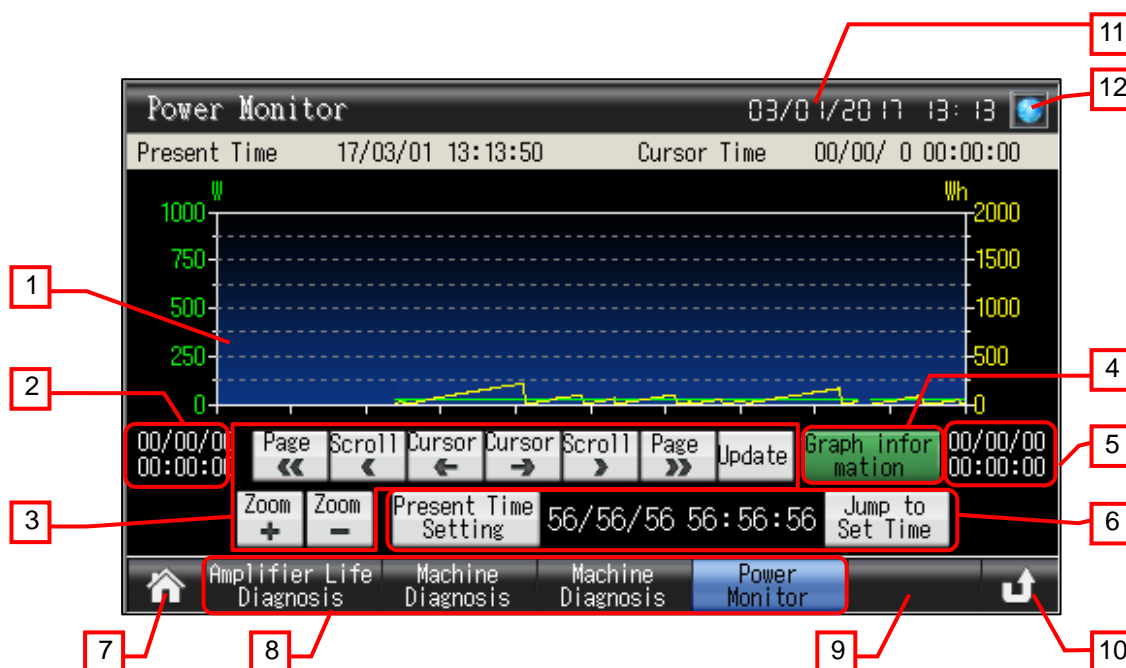 11
12
Power Monitor 03/01/2017 13:13
Present Time 17/03/01 13:13:50 Cursor Time 00/00/ 0 00:00:00
W Wh
1000 2000
750 1500
500 1000
250 500
0 0
1
2
3
4
5
6
00/00/00 00/00/00
00:00:00 00:00:00
Page Scroll Cursor Cursor Scroll Page Update Graph infor
mation
Zoom Zoom
+ −
Present Time
Setting
56/56/56 56:56:56
Jump to
Set Time
Amplifier Life
Diagnosis
Machine
Diagnosis
Machine
Diagnosis
Power
Monitor
7
8
9
10